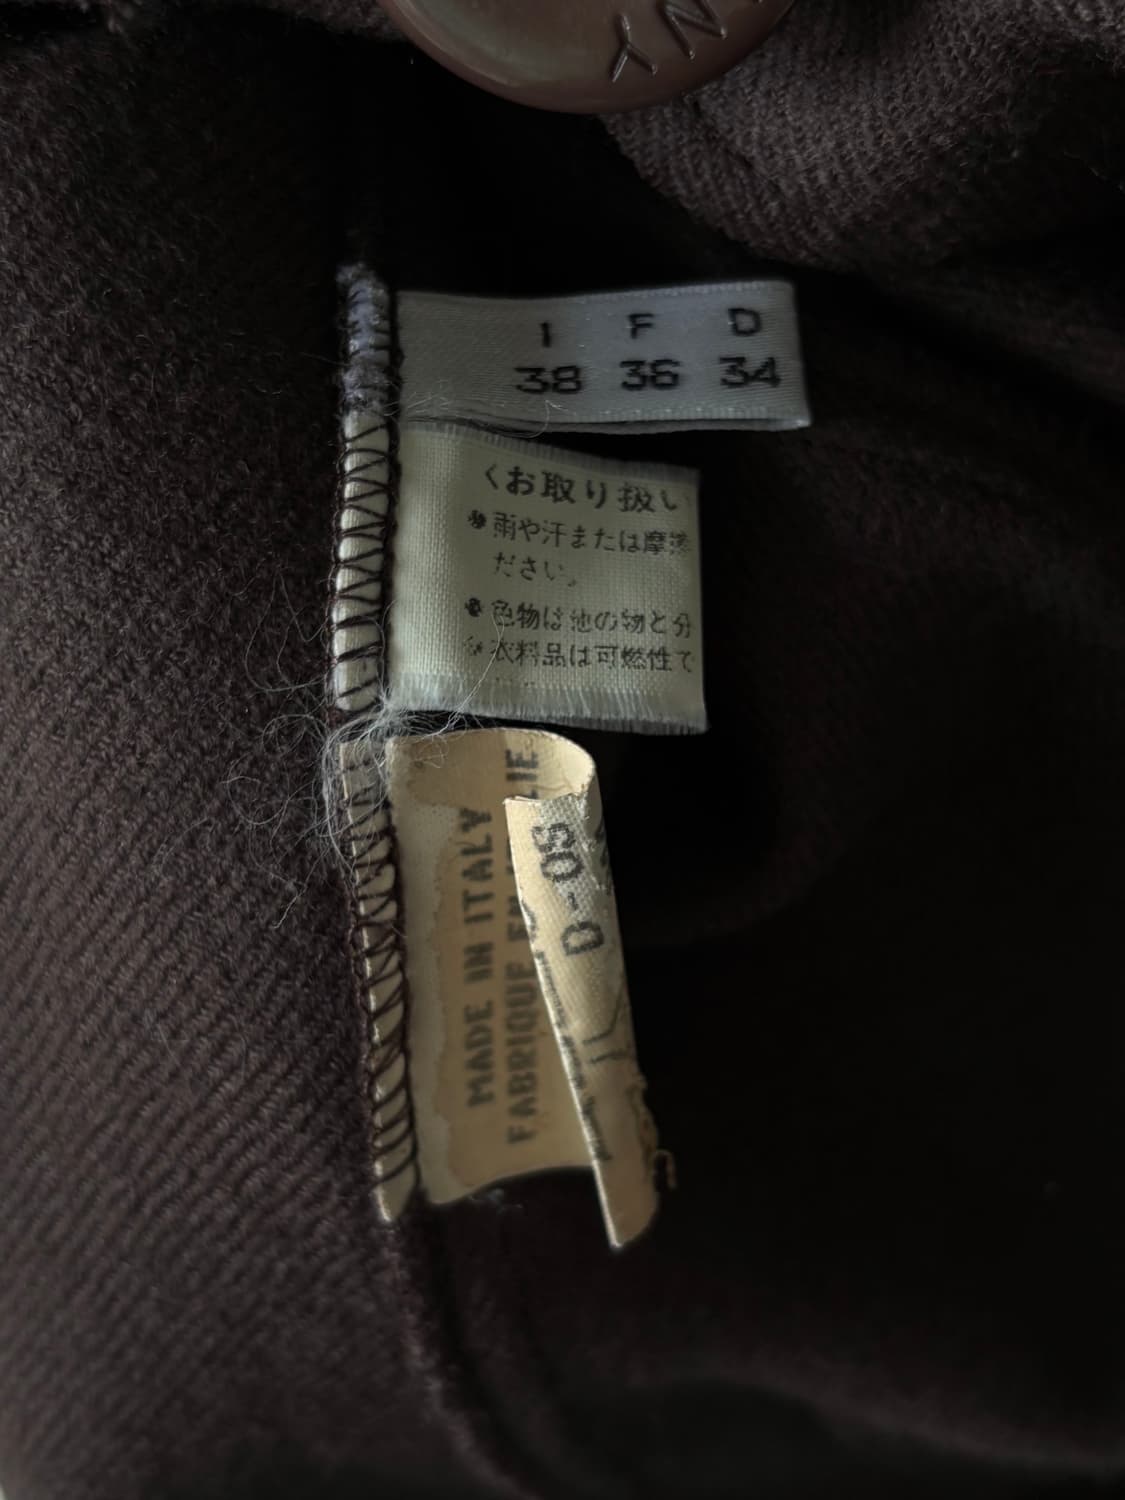 YN
I F D
38 36 34
くお取り扱い
雨や汗または摩擦
ださい。
色物は他の物と分
衣料品は可燃性で
MADE IN ITALY
FABRIQUE
D-05